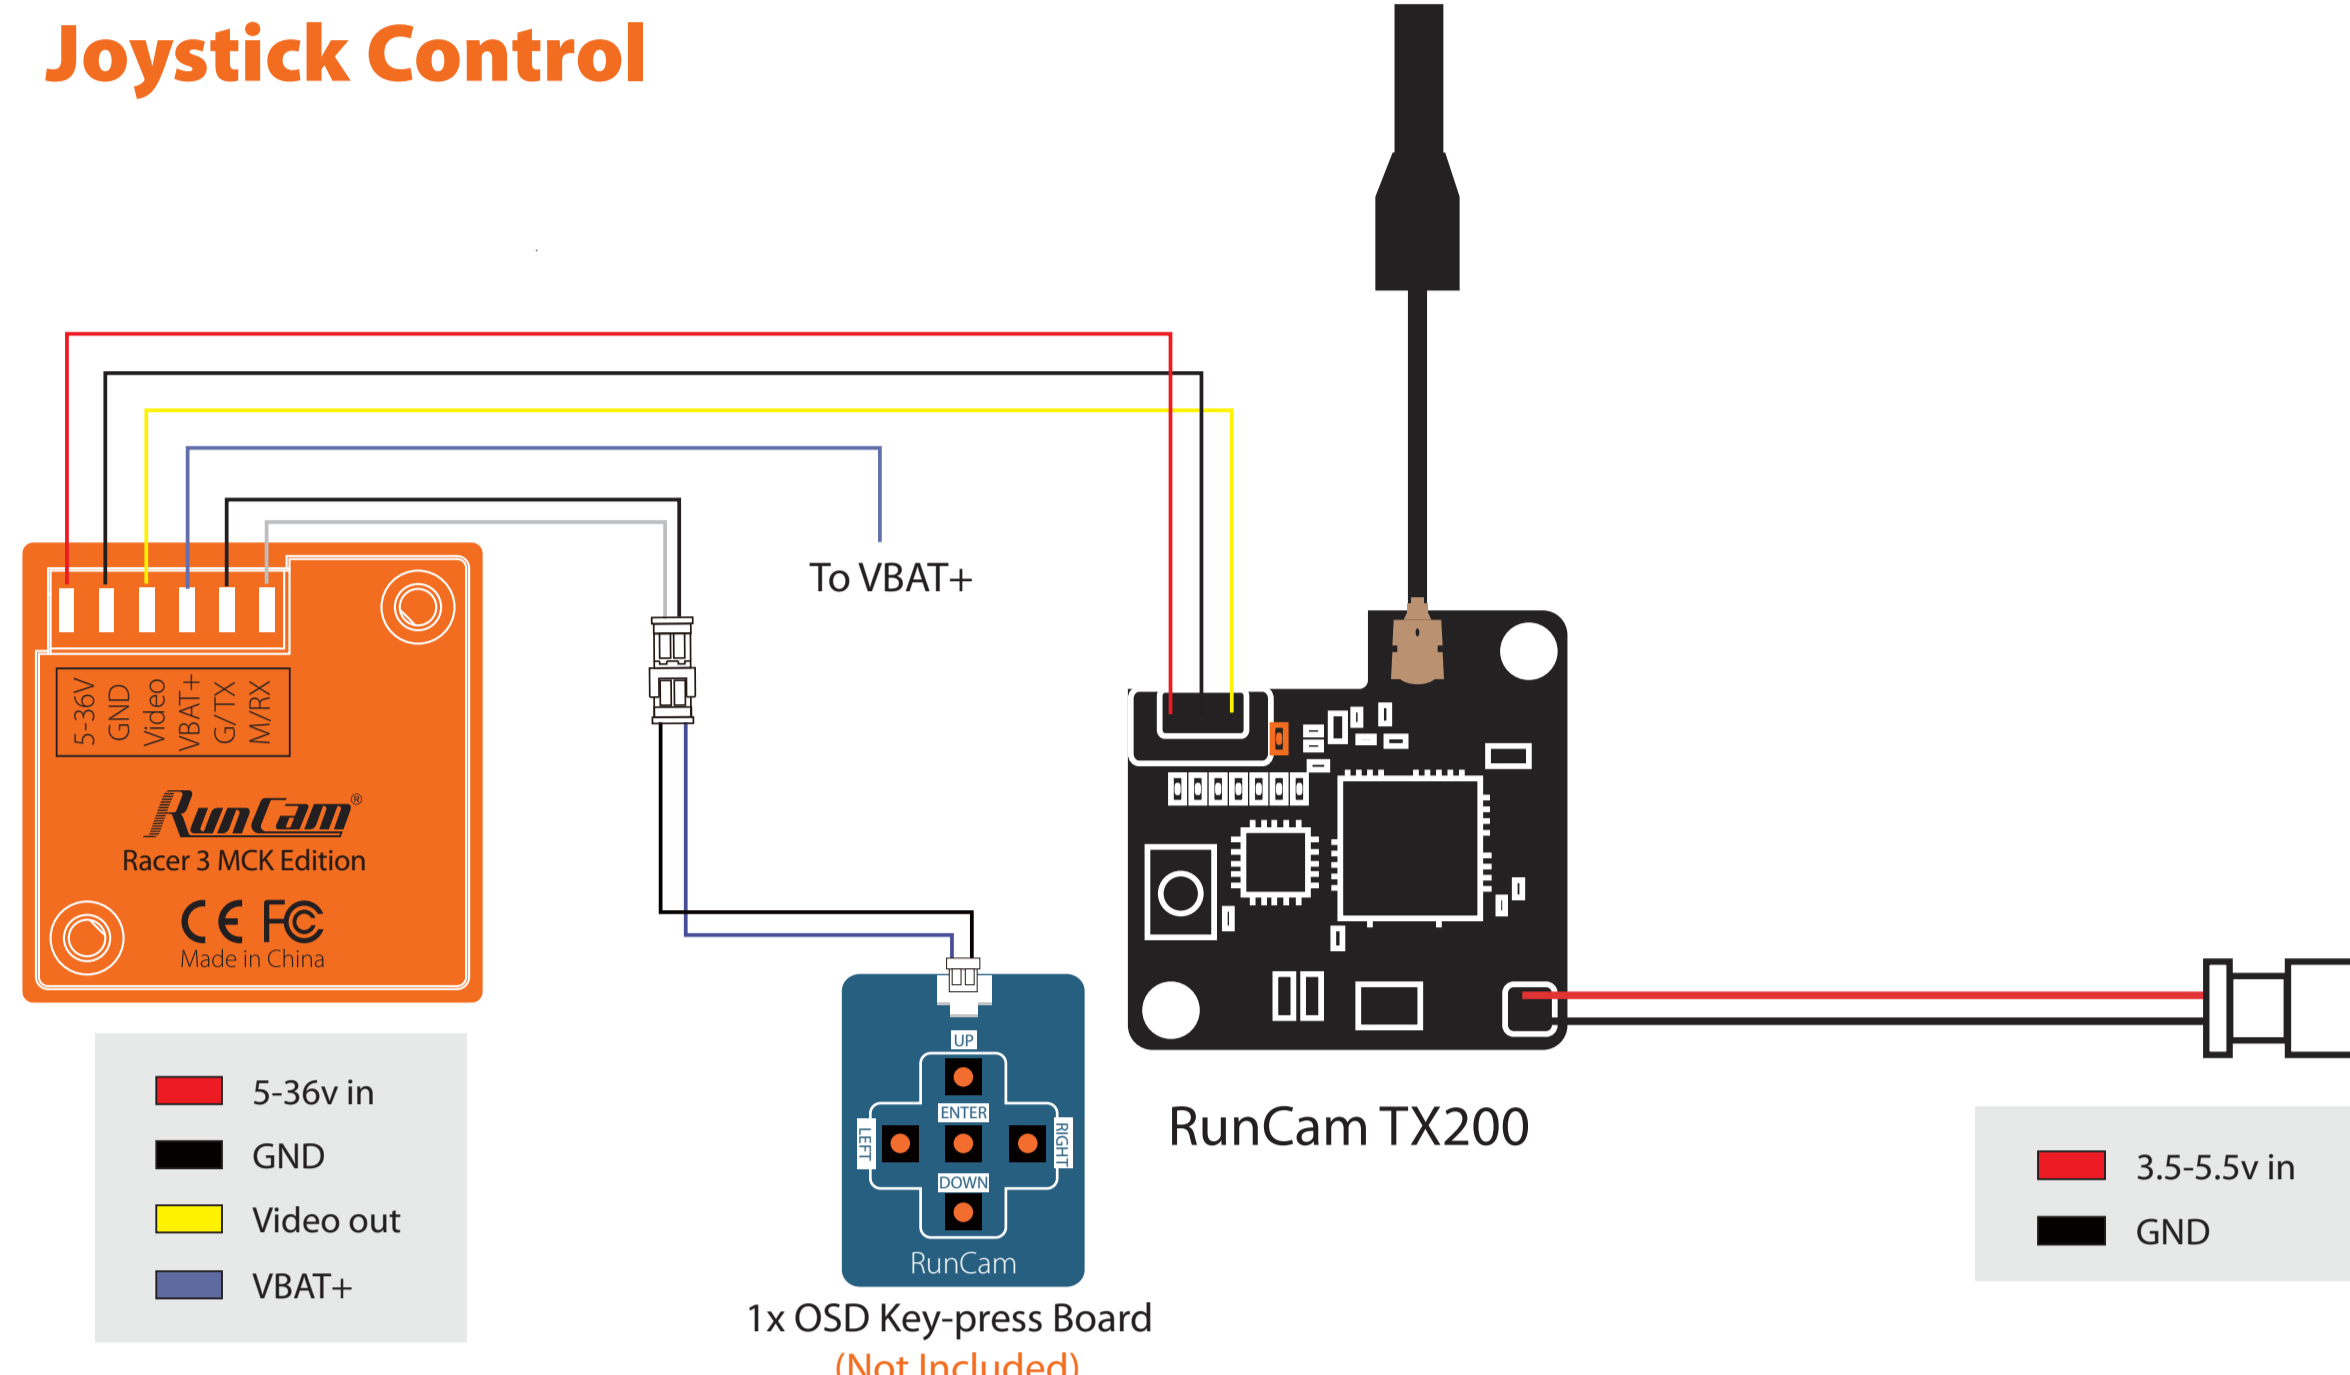 Joystick Control
To VBAT+
5-36V
GND
Video
VBAT+
G/TX
M/RX
RunCam®
Racer 3 MCK Edition
CE FC
Made in China
5-36v in
GND
Video out
VBAT+
UP
ENTER
LEFT
RIGHT
DOWN
RunCam
1x OSD Key-press Board
(Not Included)
RunCam TX200
3.5-5.5v in
GND